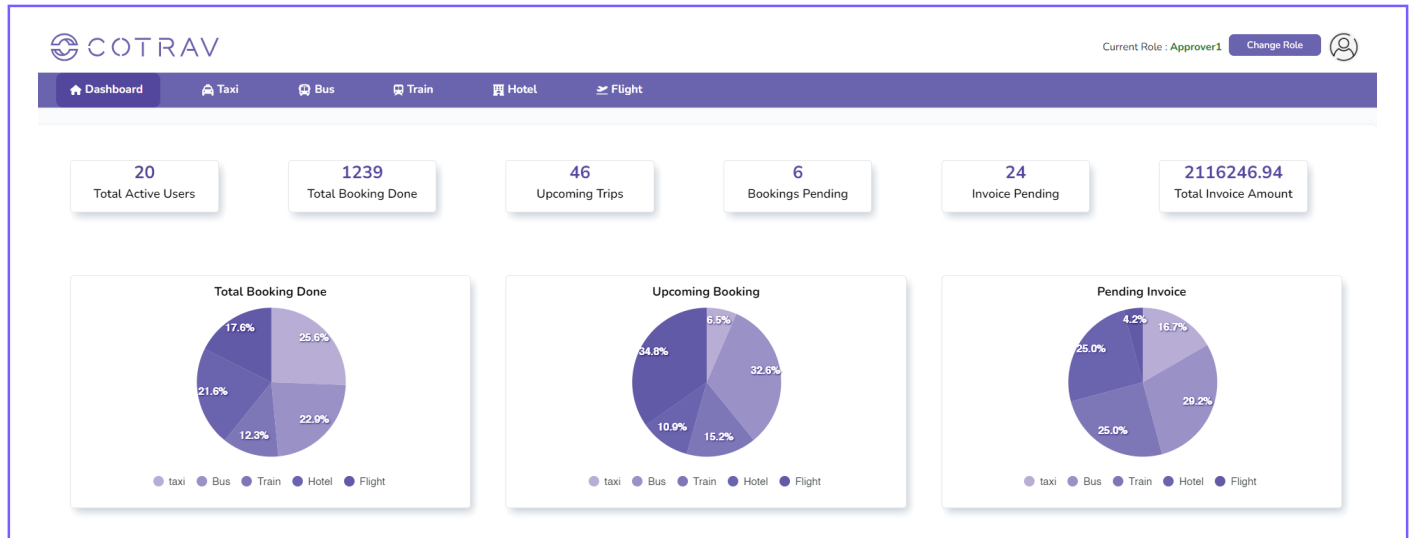 COTRAV
Current Role : Approver1 Change Role
Dashboard Taxi Bus Train Hotel Flight
20 1239 46 6 24 2116246.94
Total Active Users Total Booking Done Upcoming Trips Bookings Pending Invoice Pending Total Invoice Amount
Total Booking Done
17.6%
25.6%
21.6%
22.9%
12.3%
taxi Bus Train Hotel Flight
Upcoming Booking
6.5%
34.8%
32.6%
10.9%
15.2%
taxi Bus Train Hotel Flight
Pending Invoice
4.2%
16.7%
25.0%
29.2%
25.0%
taxi Bus Train Hotel Flight